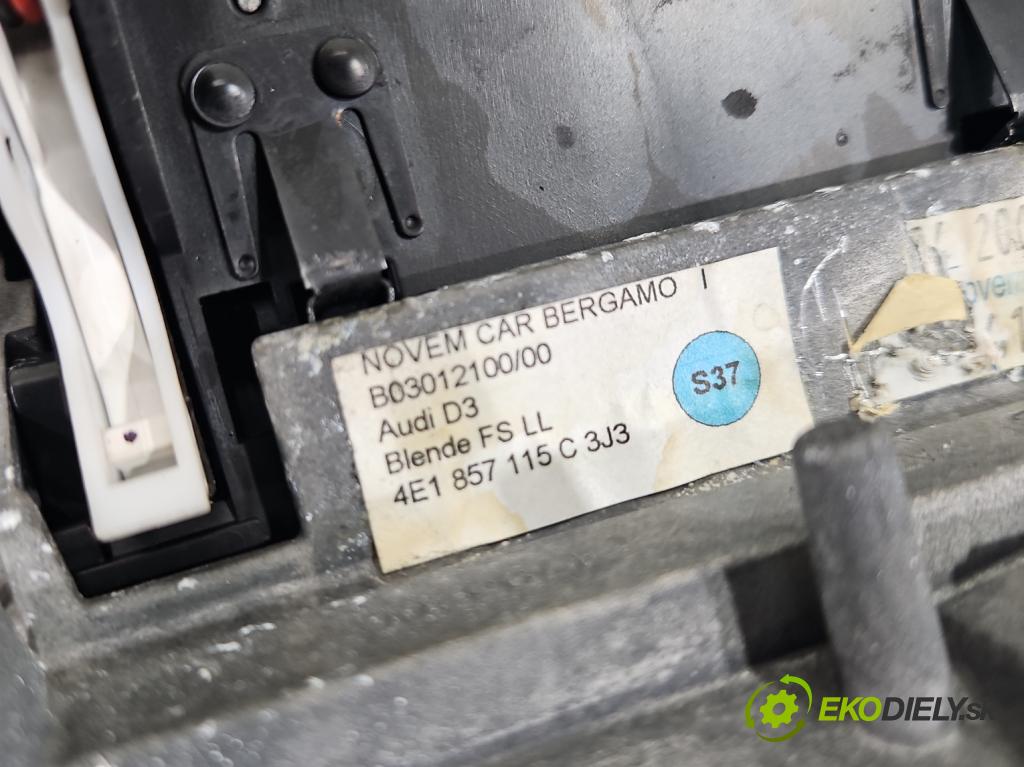 NOVEM CAR BERGAMO I
B03012100/00
Audi D3
Blende FS LL
4E1 857 115 C 3J3
S37
EKODIELY.sk